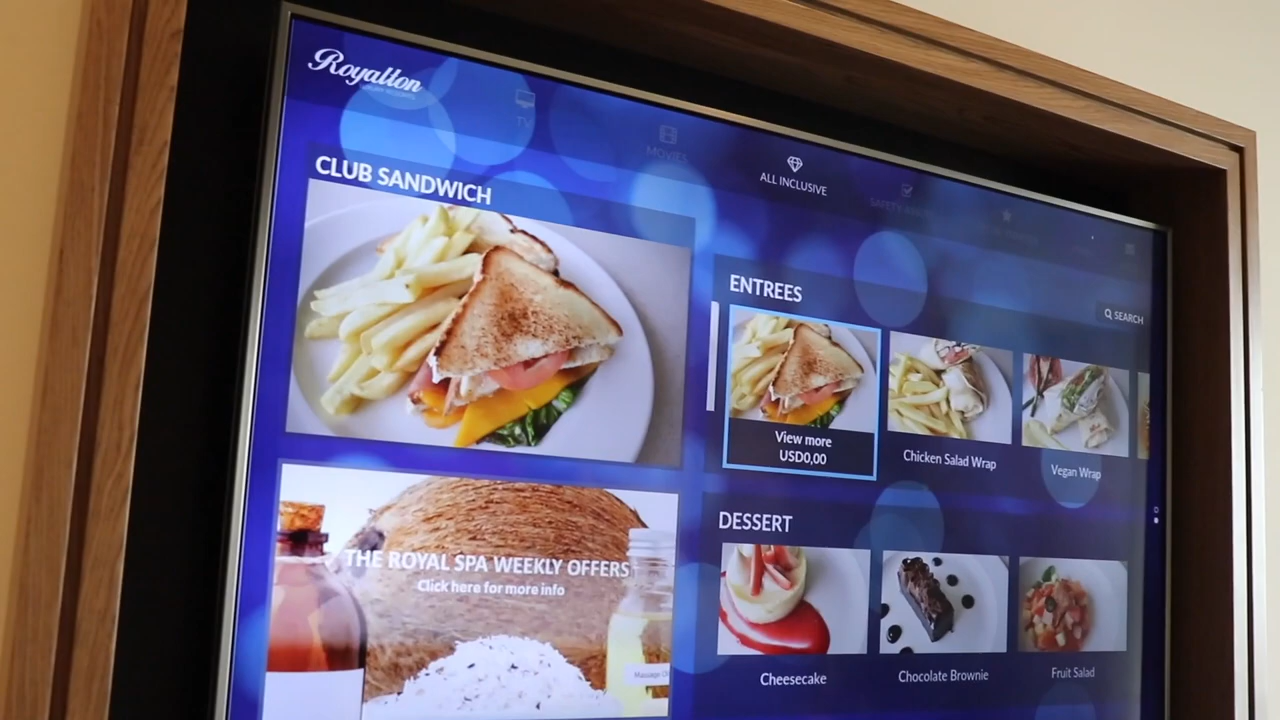 Royalton
TV
MOVIES
ALL INCLUSIVE
CLUB SANDWICH
ENTREES
SEARCH
View more
USD0,00
Chicken Salad Wrap
Vegan Wrap
DESSERT
THE ROYAL SPA WEEKLY OFFERS
Click here for more info
Cheesecake
Chocolate Brownie
Fruit Salad